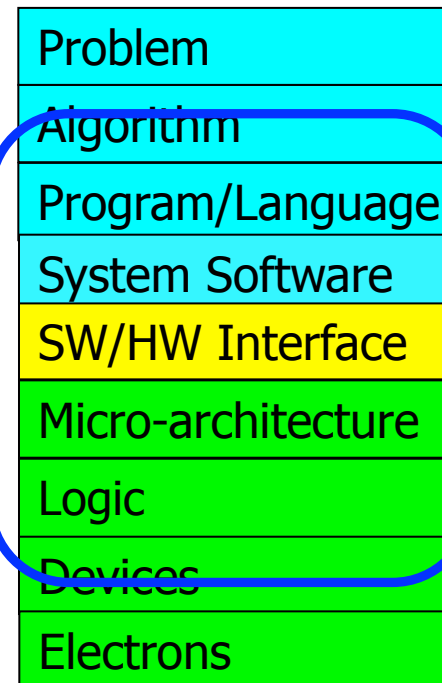 Problem
Algorithm
Program/Language
System Software
SW/HW Interface
Micro-architecture
Logic
Devices
Electrons